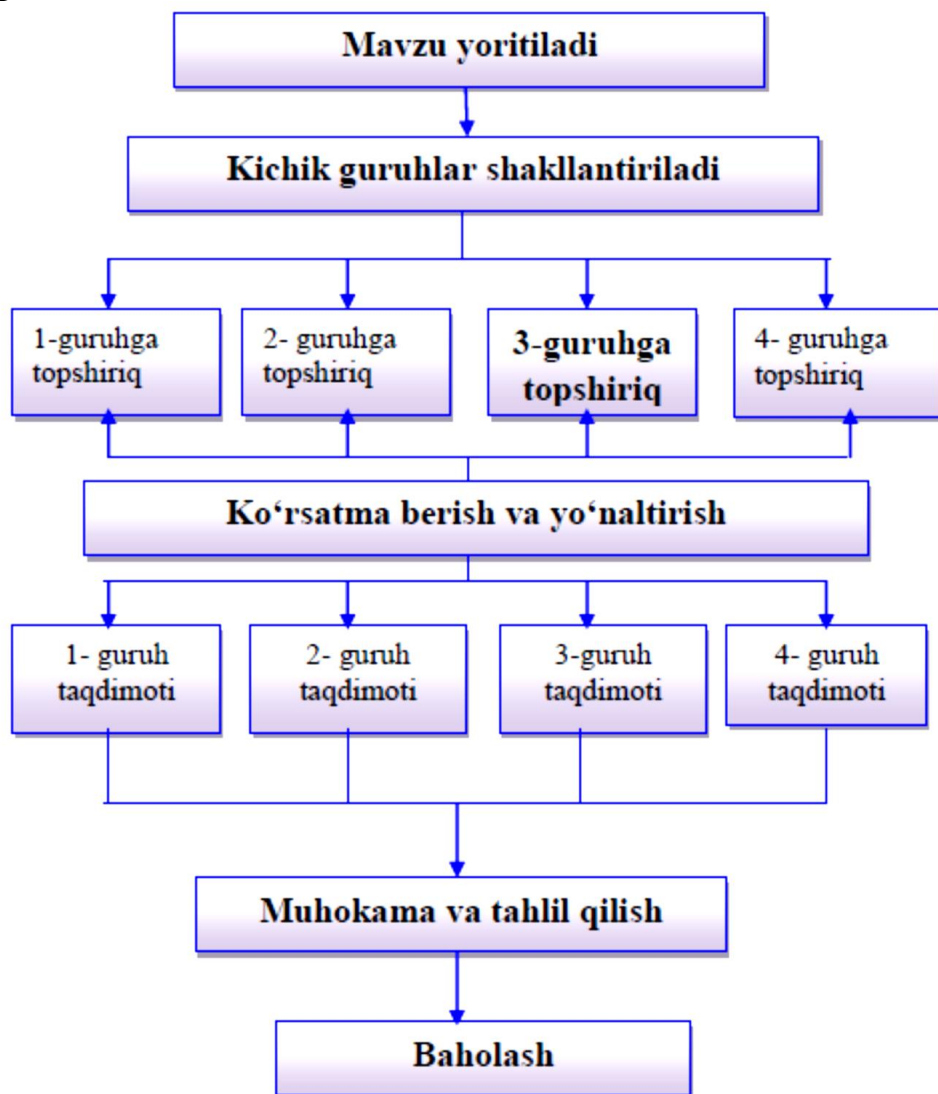 Mavzu yoritiladi
Kichik guruhlar shakllantiriladi
1-guruhga
topshiriq
2- guruhga
topshiriq
3-guruhga
topshiriq
4- guruhga
topshiriq
Ko‘rsatma berish va yo‘naltirish
1- guruh
taqdimoti
2- guruh
taqdimoti
3-guruh
taqdimoti
4- guruh
taqdimoti
Muhokama va tahlil qilish
Baholash